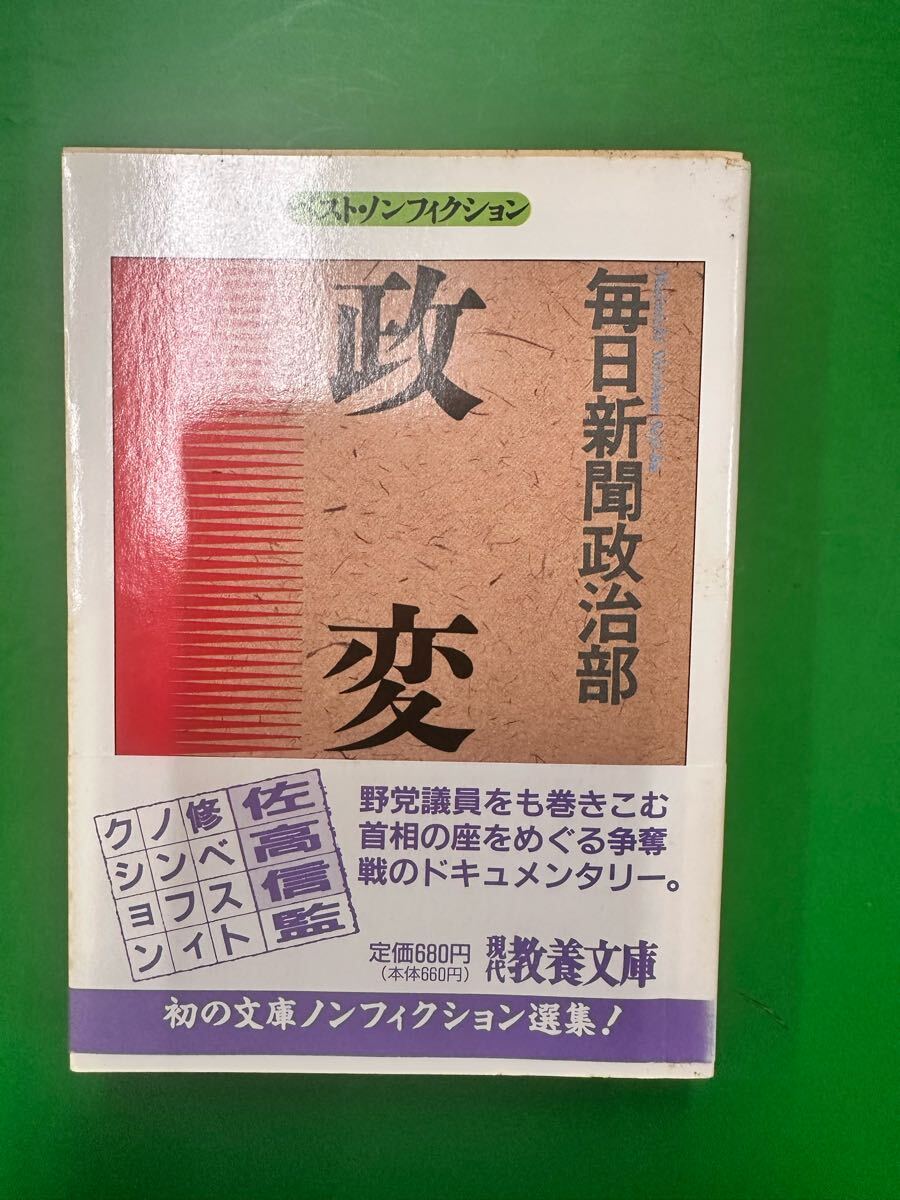 ベスト・ノンフィクション
毎日新聞政治部
政変
野党議員をも巻きこむ
首相の座をめぐる争奪
戦のドキュメンタリー。
佐高信監
修ベスト
ノンフィ
クション
定価680円
(本体660円)
現代教養文庫
初の文庫ノンフィクション選集!